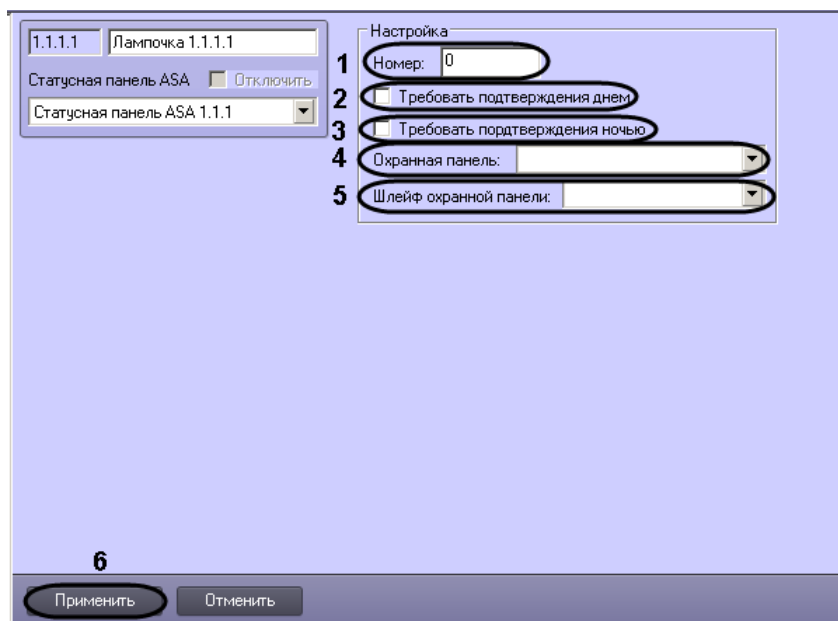 1.1.1.1 Лампочка 1.1.1.1
Статусная панель ASA Отключить
Статусная панель ASA 1.1.1
Настройка
1 Номер: 0
2 Требовать подтверждения днем
3 Требовать пордтверждения ночью
4 Охранная панель:
5 Шлейф охранной панели:
6
Применить Отменить